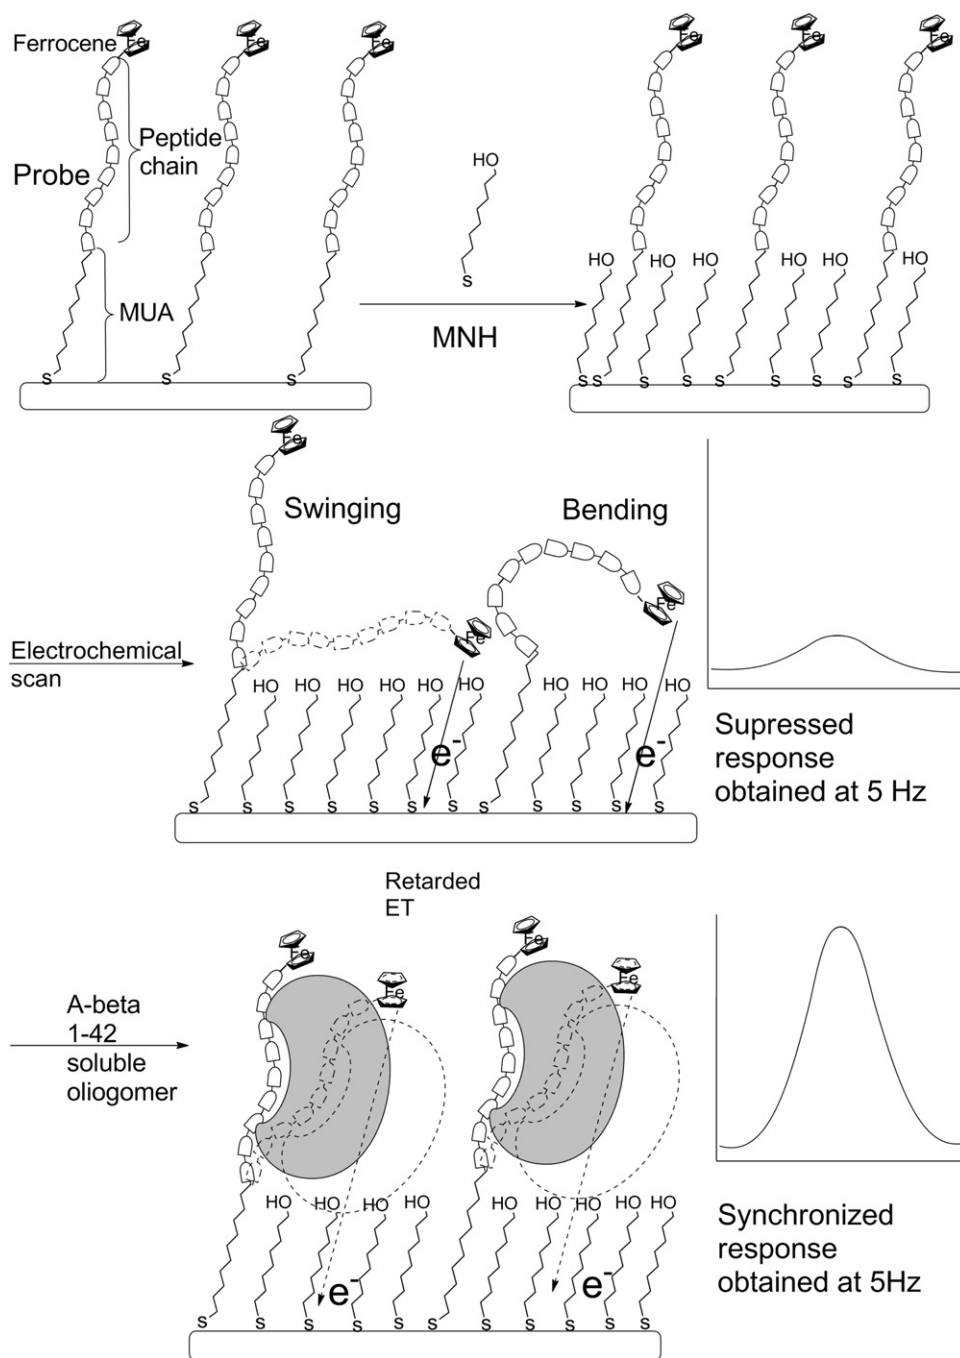 Fe
Fe
Fe
Ferrocene
Peptide
chain
Probe
MUA
S
S
S
HO
S
MNH
Fe
Fe
Fe
HO
HO
HO
HO
HO
HO
S
S
S
S
S
S
S
S
S
Fe
Swinging
Bending
Fe
Fe
Electrochemical
scan
HO
HO
HO
HO
HO
HO
HO
HO
HO
HO
e-
e-
S
S
S
S
S
S
S
S
S
S
S
S
Supressed
response
obtained at 5 Hz
Retarded
ET
Fe
Fe
Fe
Fe
A-beta
1-42
soluble
oliogomer
HO
HO
HO
HO
HO
HO
HO
HO
HO
e-
e-
S
S
S
S
S
S
S
S
S
S
S
Synchronized
response
obtained at 5Hz